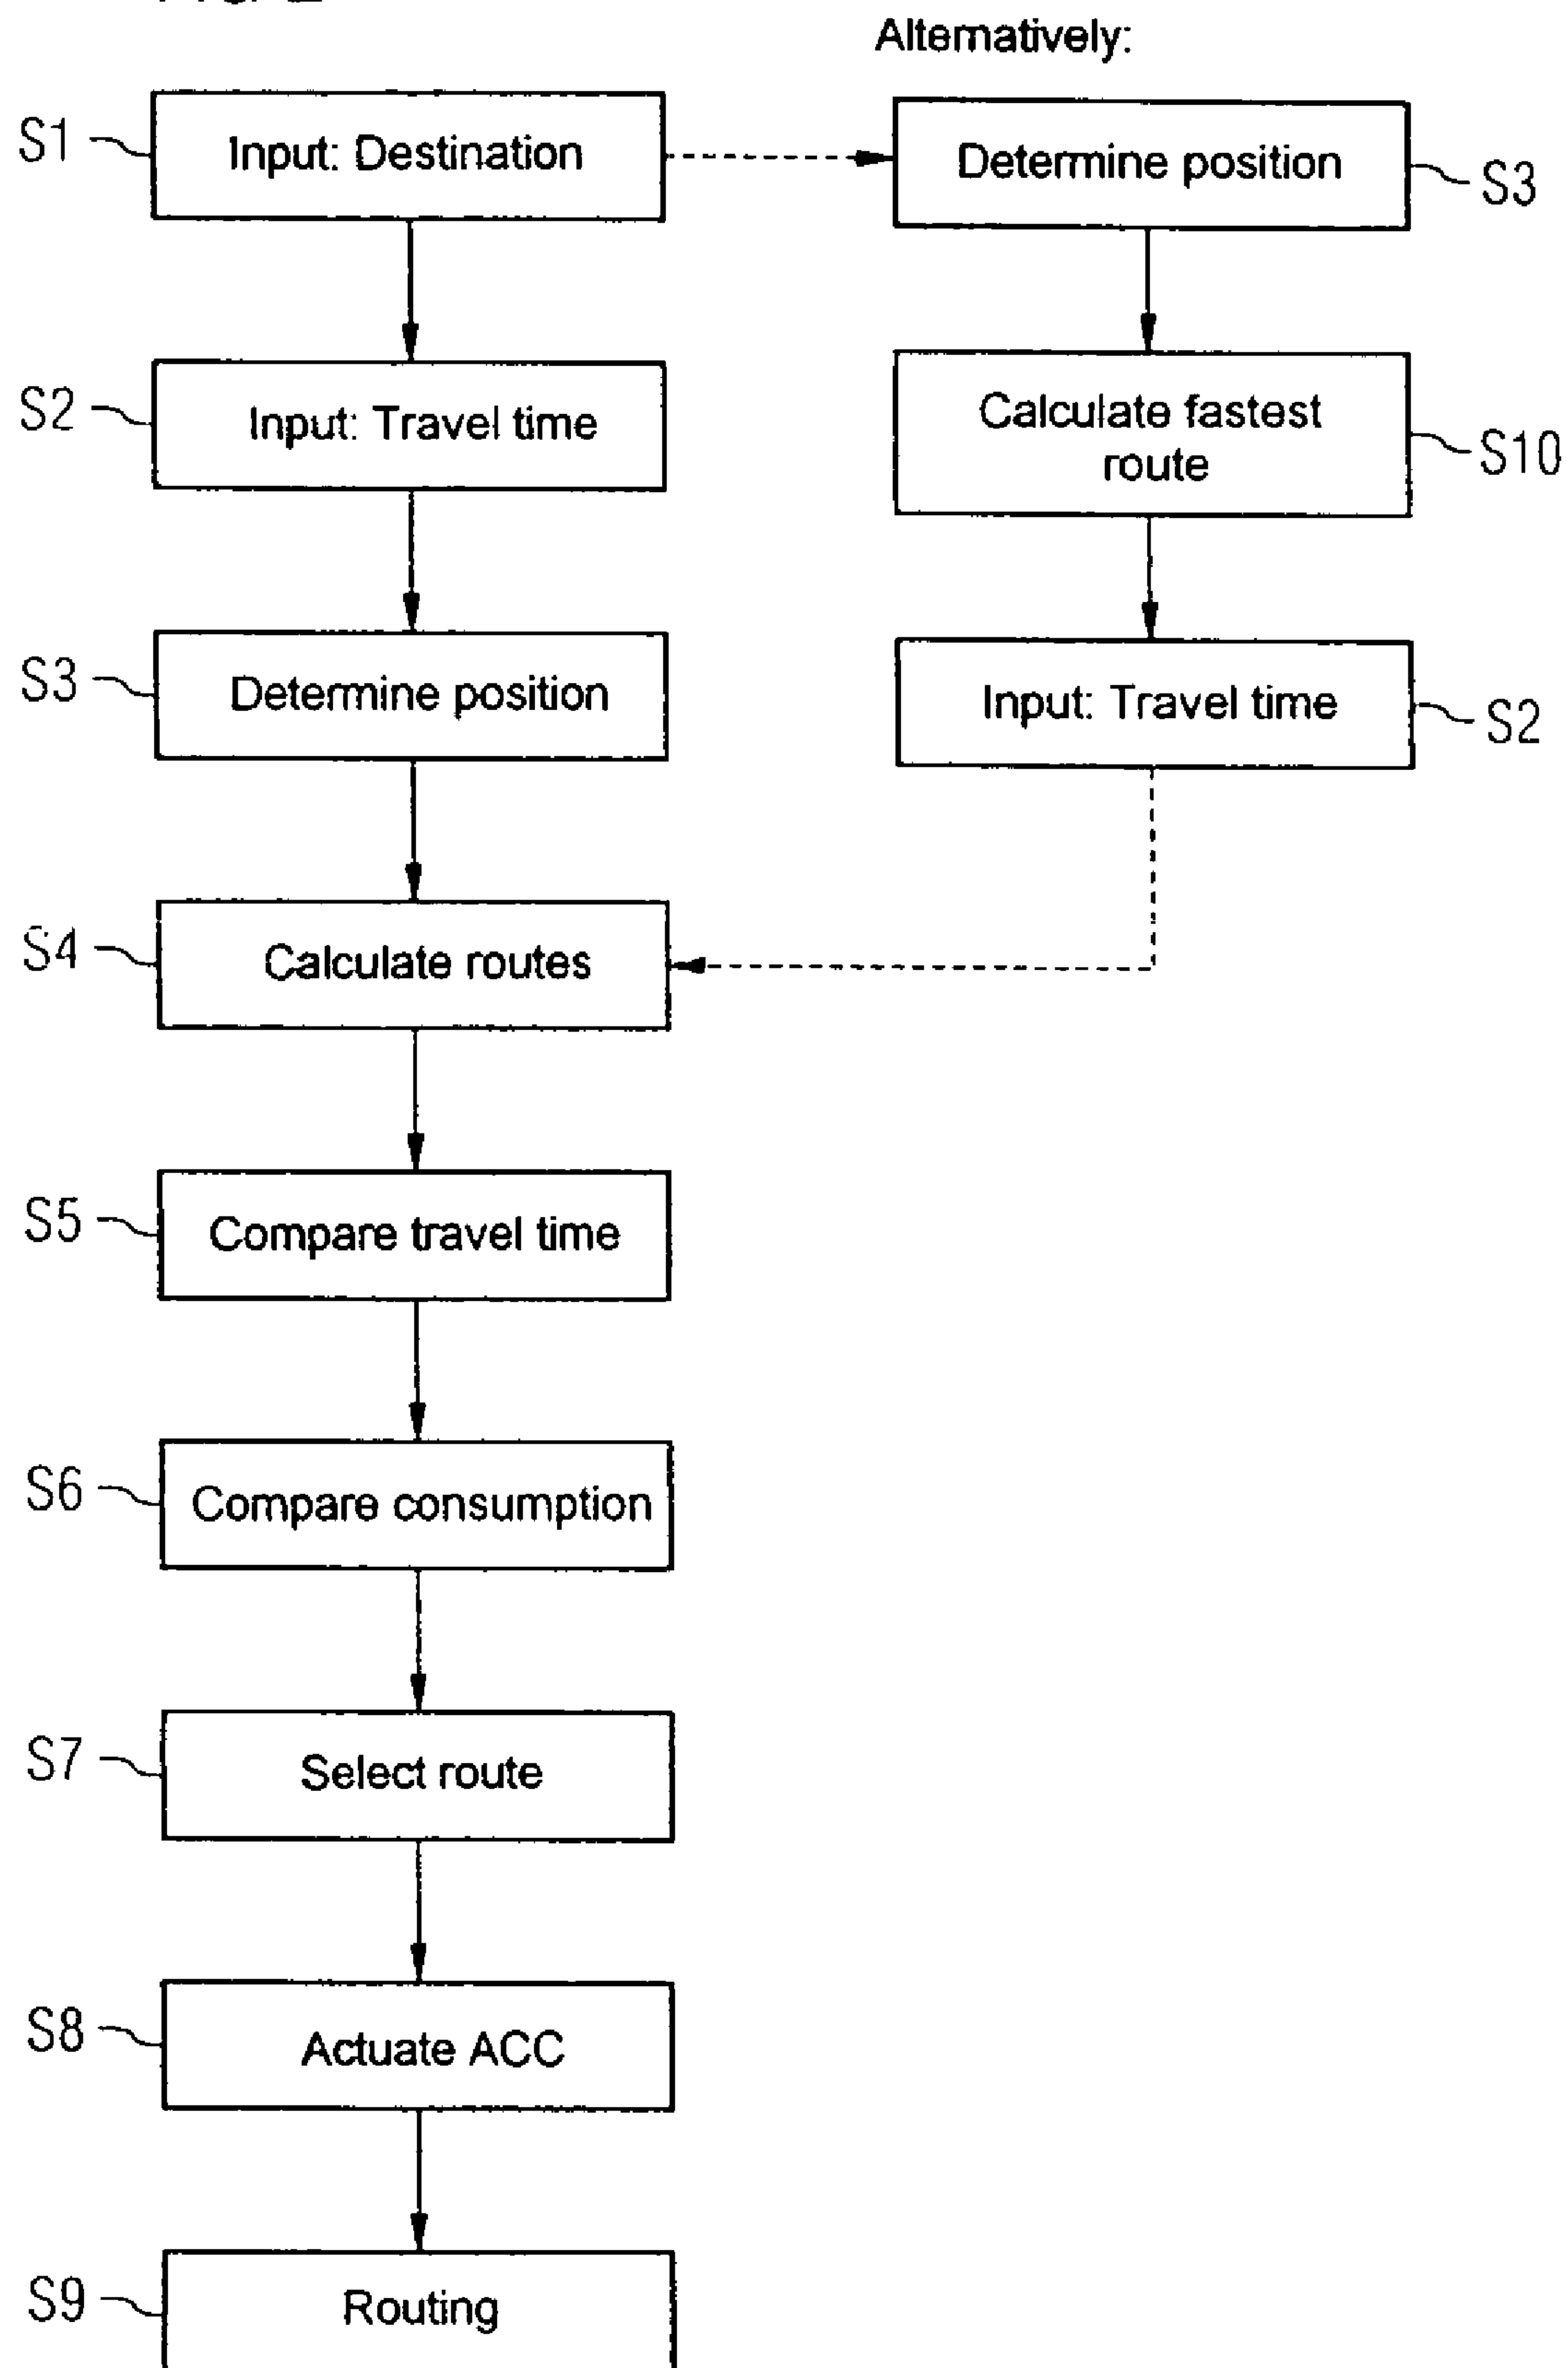 Alternatively:
S1
Input: Destination
Determine position
S3
S2
Input: Travel time
Calculate fastest
route
S10
S3
Determine position
Input: Travel time
S2
S4
Calculate routes
S5
Compare travel time
S6
Compare consumption
S7
Select route
S8
Actuate ACC
S9
Routing